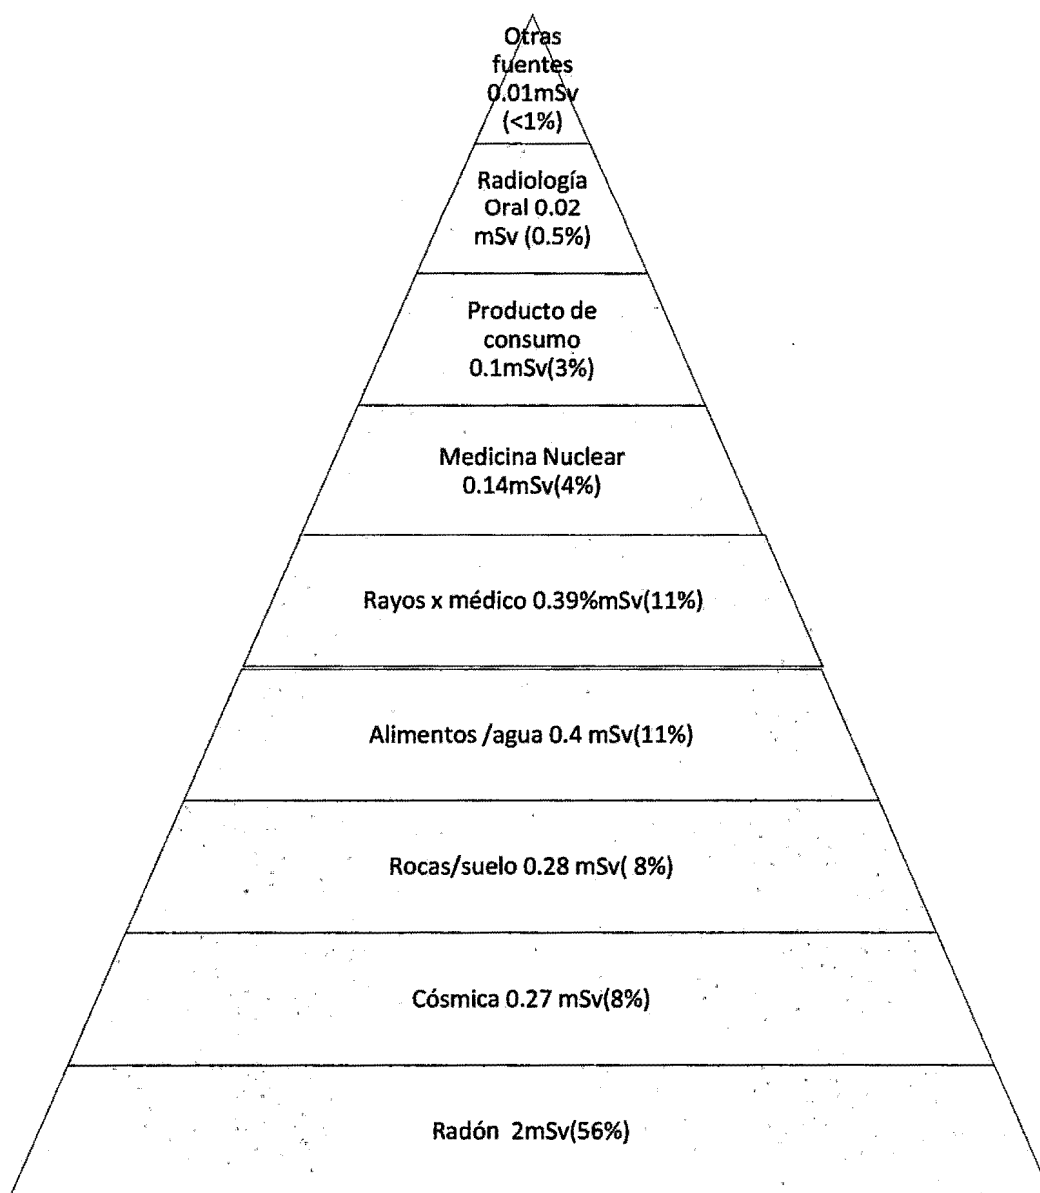 Otras
fuentes
0.01mSv
(<1%)
Radiología
Oral 0.02
mSv (0.5%)
Producto de
consumo
0.1mSv(3%)
Medicina Nuclear
0.14mSv(4%)
Rayos x médico 0.39%mSv(11%)
Alimentos /agua 0.4 mSv(11%)
Rocas/suelo 0.28 mSv( 8%)
Cósmica 0.27 mSv(8%)
Radón  2mSv(56%)